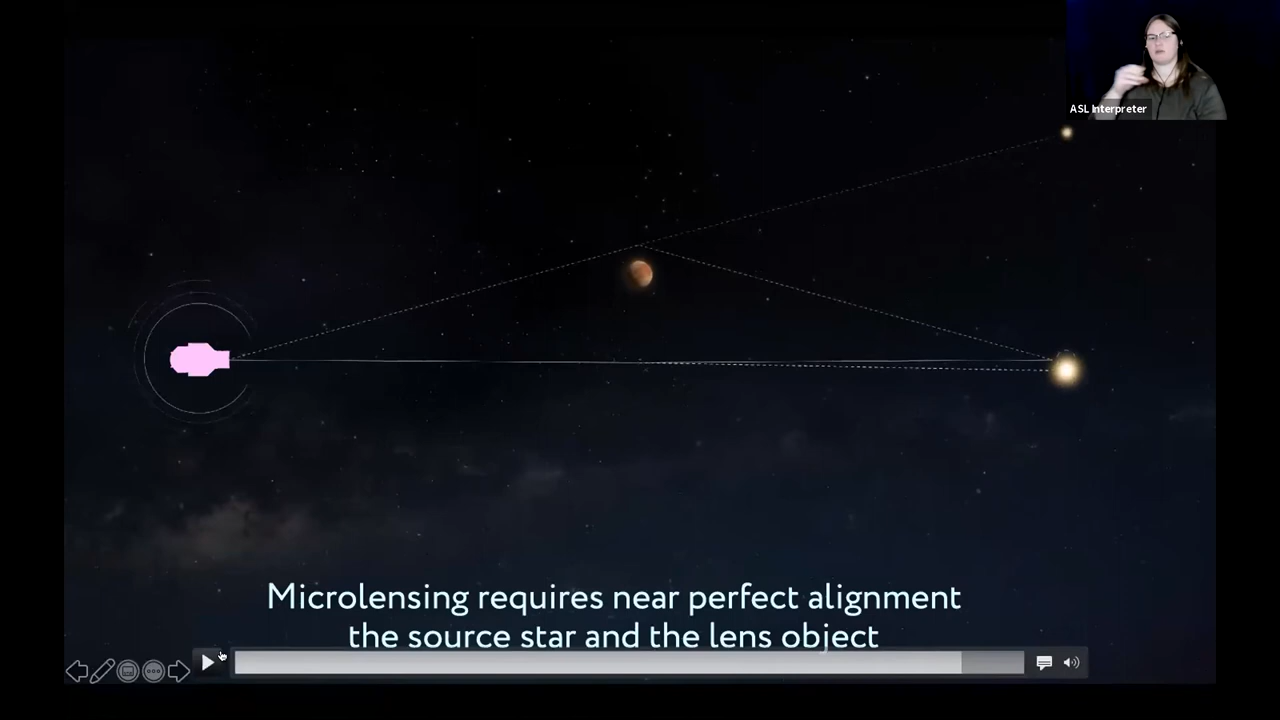 ASL Interpreter
Microlensing requires near perfect alignment
the source star and the lens object